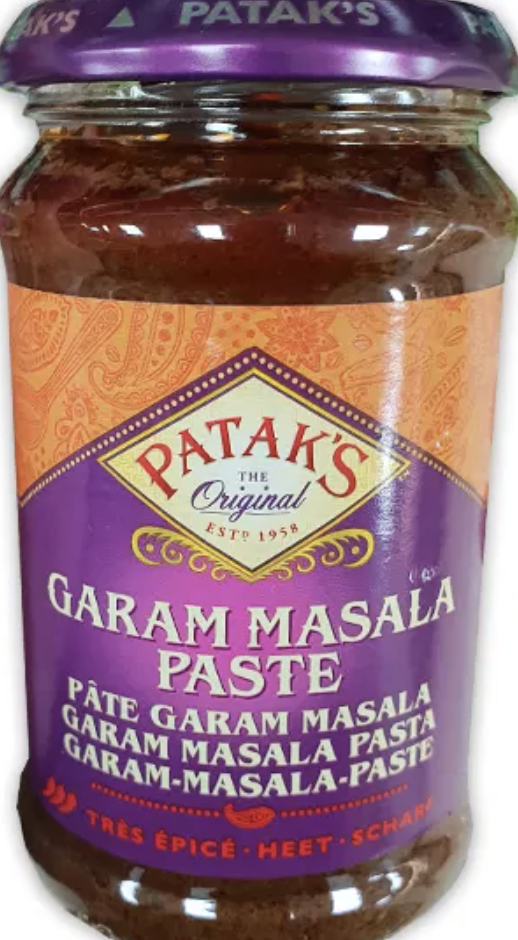 PATAK'S
PATAK'S
THE
Original
ESTD 1958
GARAM MASALA
PASTE
PÂTE GARAM MASALA
GARAM MASALA PASTA
GARAM-MASALA-PASTE
TRÈS ÉPICÉ · HEET · SCHARF